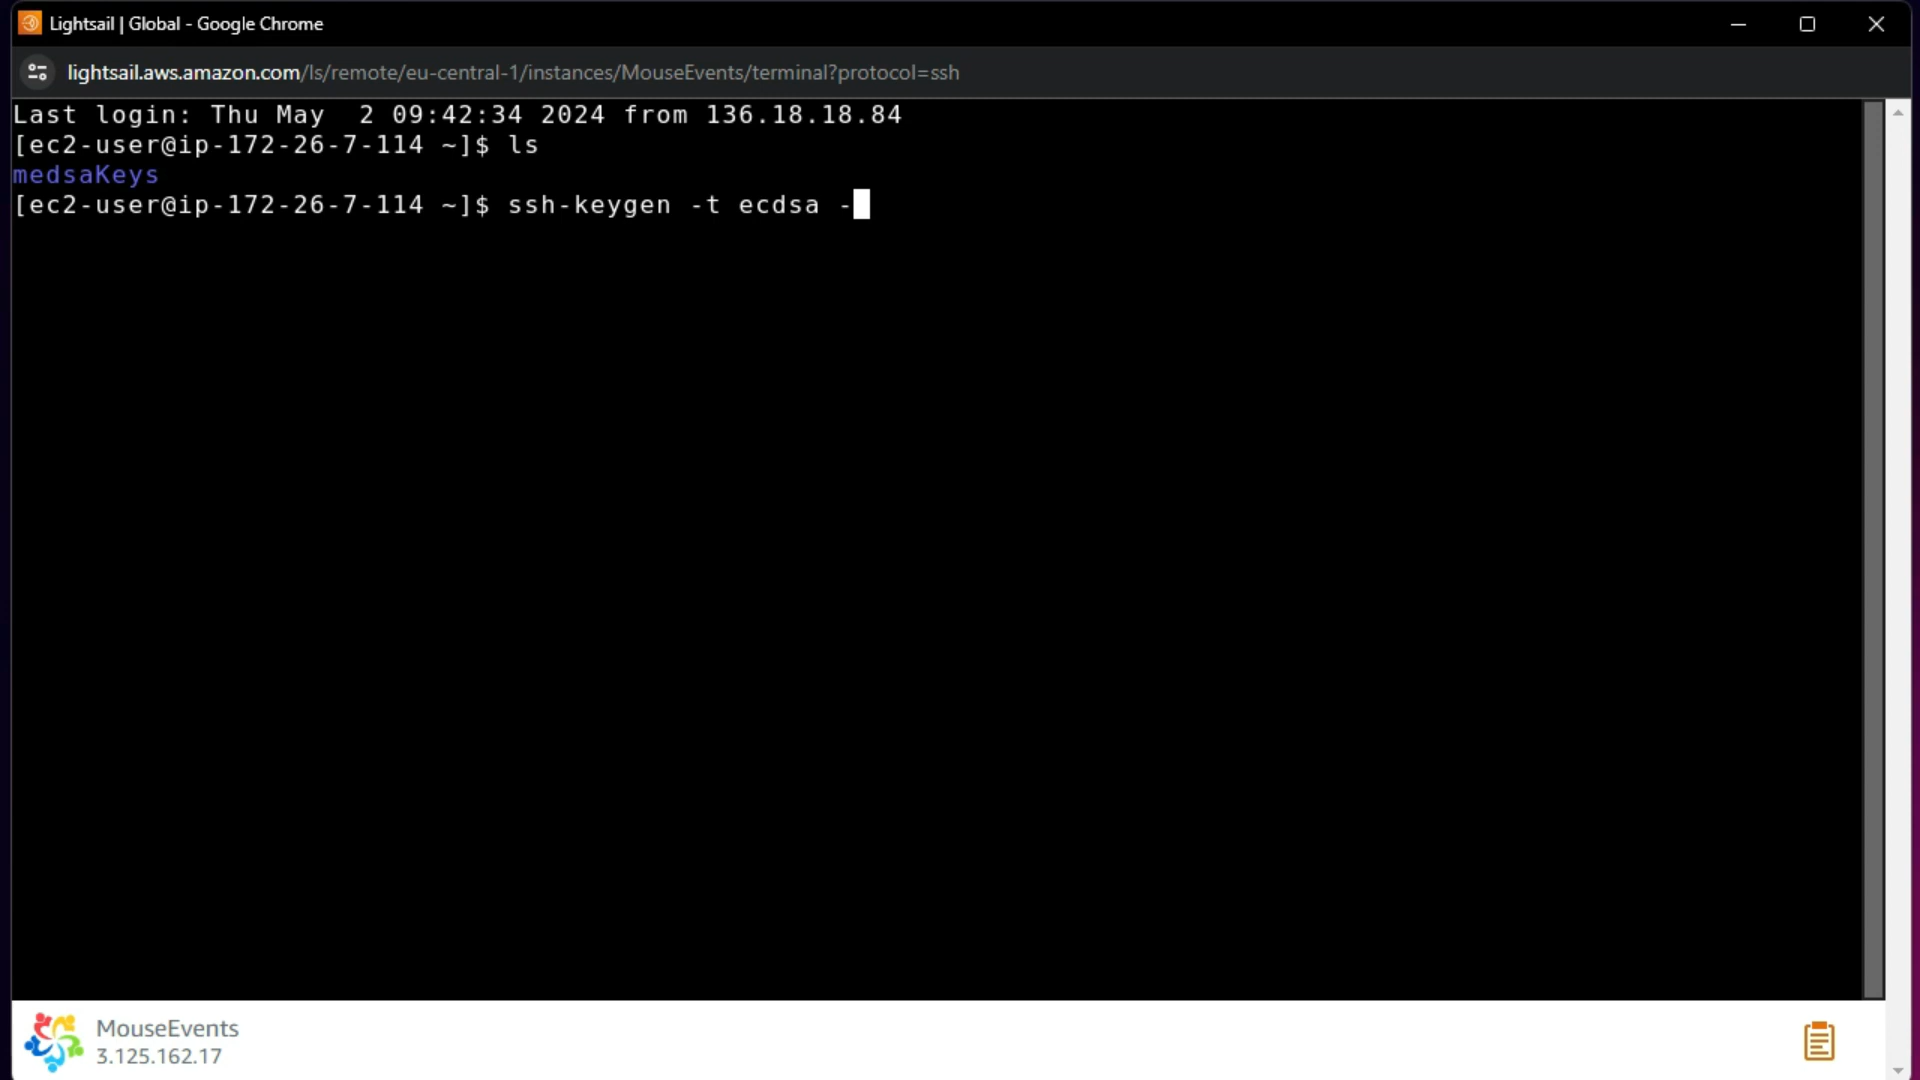 Lightsail | Global - Google Chrome
lightsail.aws.amazon.com/ls/remote/eu-central-1/instances/MouseEvents/terminal?protocol=ssh
Last login: Thu May  2 09:42:34 2024 from 136.18.18.84
[ec2-user@ip-172-26-7-114 ~]$ ls
medsaKeys
[ec2-user@ip-172-26-7-114 ~]$ ssh-keygen -t ecdsa -
MouseEvents
3.125.162.17